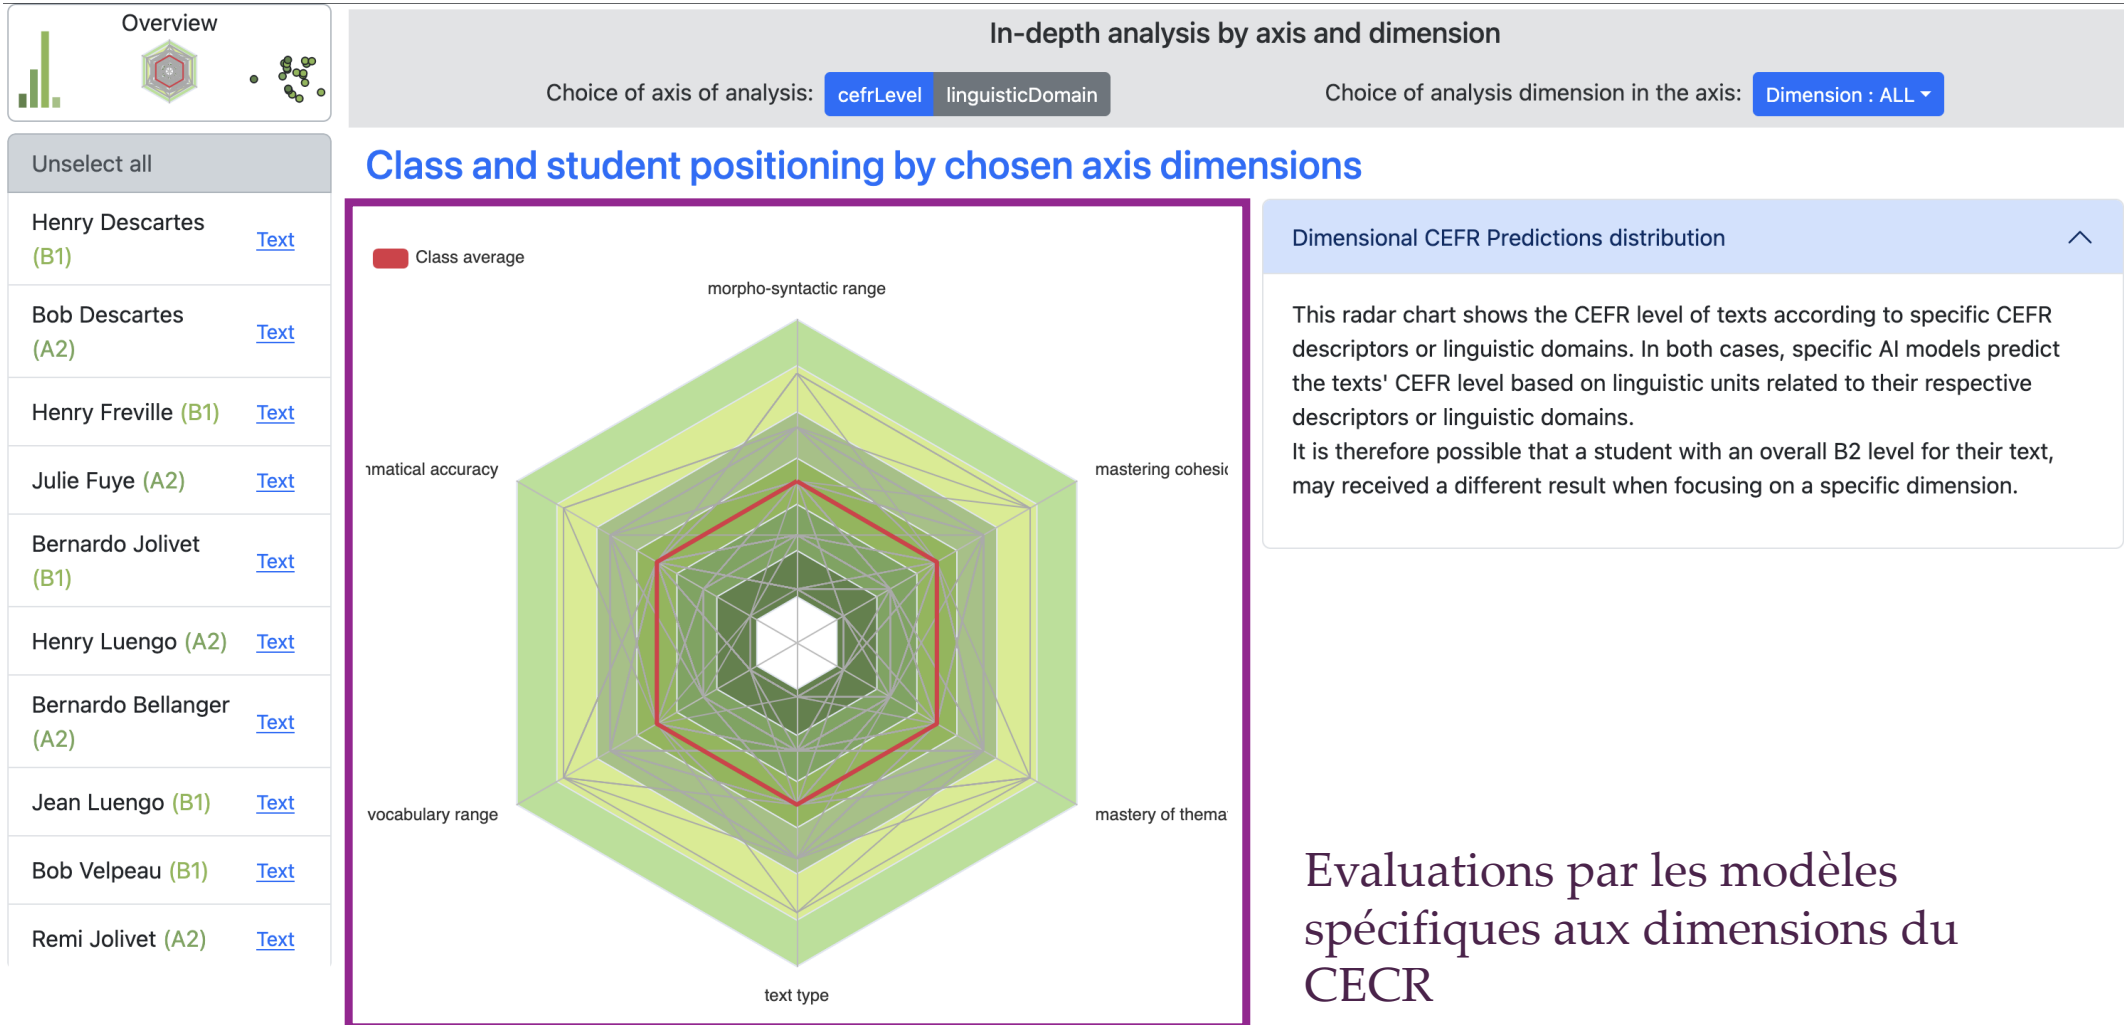 Overview
In-depth analysis by axis and dimension
Choice of axis of analysis: cefrLevel linguisticDomain
Choice of analysis dimension in the axis: Dimension : ALL
Unselect all
Henry Descartes
(B1)
Text
Bob Descartes
(A2)
Text
Henry Freville (B1) Text
Julie Fuye (A2) Text
Bernardo Jolivet
(B1)
Text
Henry Luengo (A2) Text
Bernardo Bellanger
(A2)
Text
Jean Luengo (B1) Text
Bob Velpeau (B1) Text
Remi Jolivet (A2) Text
Class and student positioning by chosen axis dimensions
Class average
morpho-syntactic range
nmatical accuracy
mastering cohesic
vocabulary range
mastery of thema
text type
Dimensional CEFR Predictions distribution
This radar chart shows the CEFR level of texts according to specific CEFR
descriptors or linguistic domains. In both cases, specific AI models predict
the texts' CEFR level based on linguistic units related to their respective
descriptors or linguistic domains.
It is therefore possible that a student with an overall B2 level for their text,
may received a different result when focusing on a specific dimension.
Evaluations par les modèles
spécifiques aux dimensions du
CECR